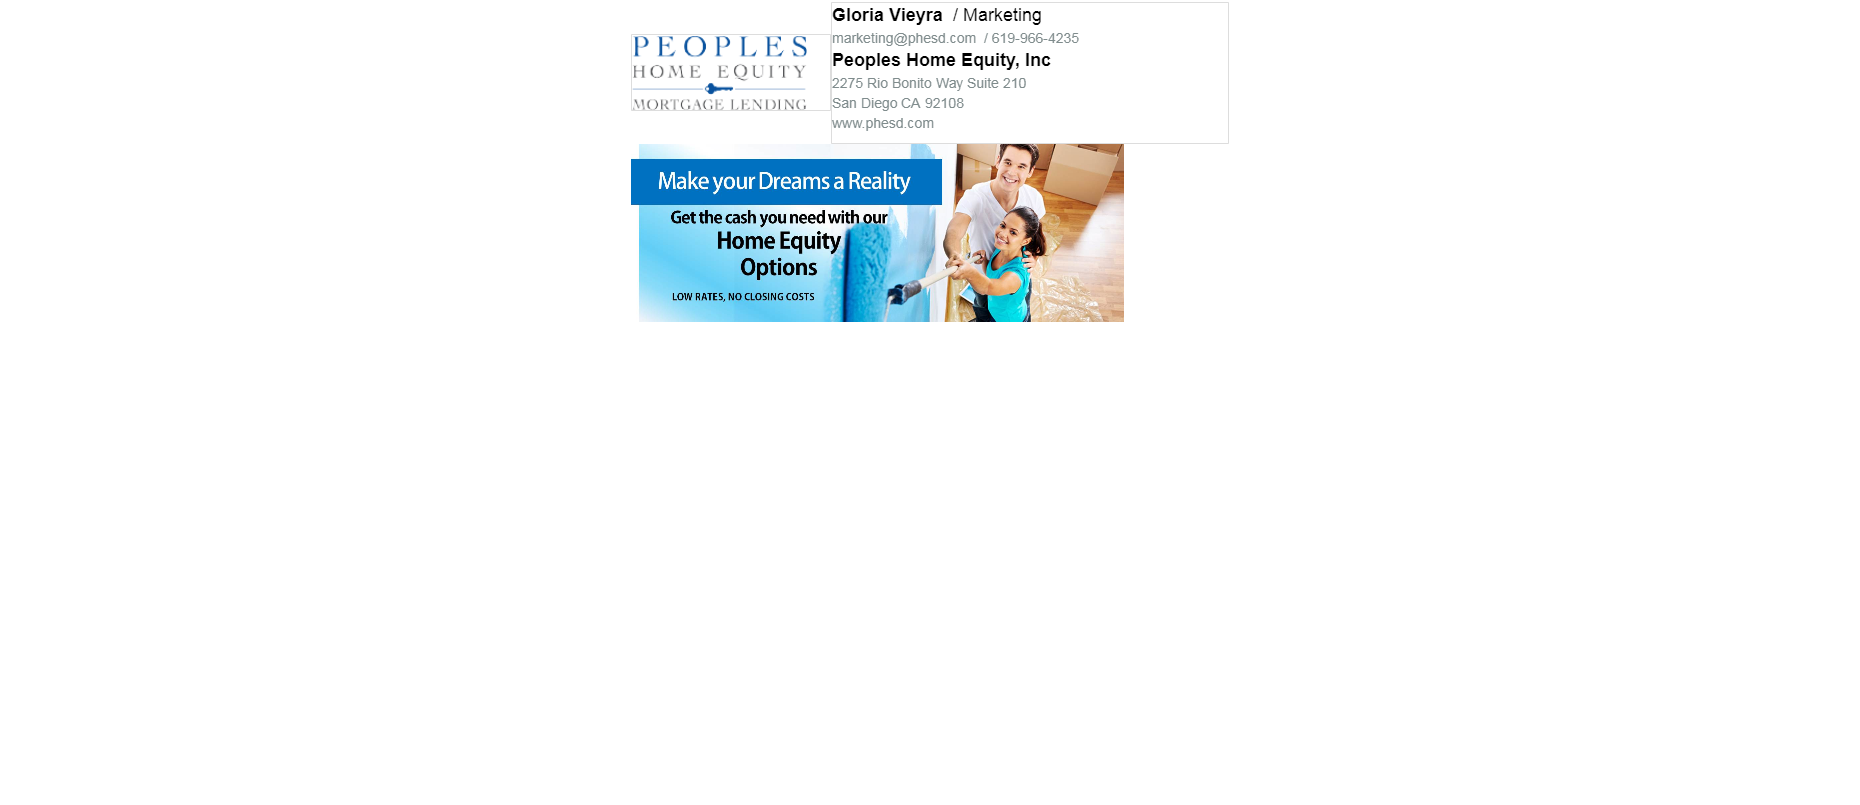 Gloria Vieyra / Marketing
marketing@phesd.com / 619-966-4235
Peoples Home Equity, Inc
2275 Rio Bonito Way Suite 210
San Diego CA 92108
www.phesd.com
PEOPLES
HOME EQUITY
MORTGAGE LENDING
Make your Dreams a Reality
Get the cash you need with our
Home Equity
Options
LOW RATES, NO CLOSING COSTS